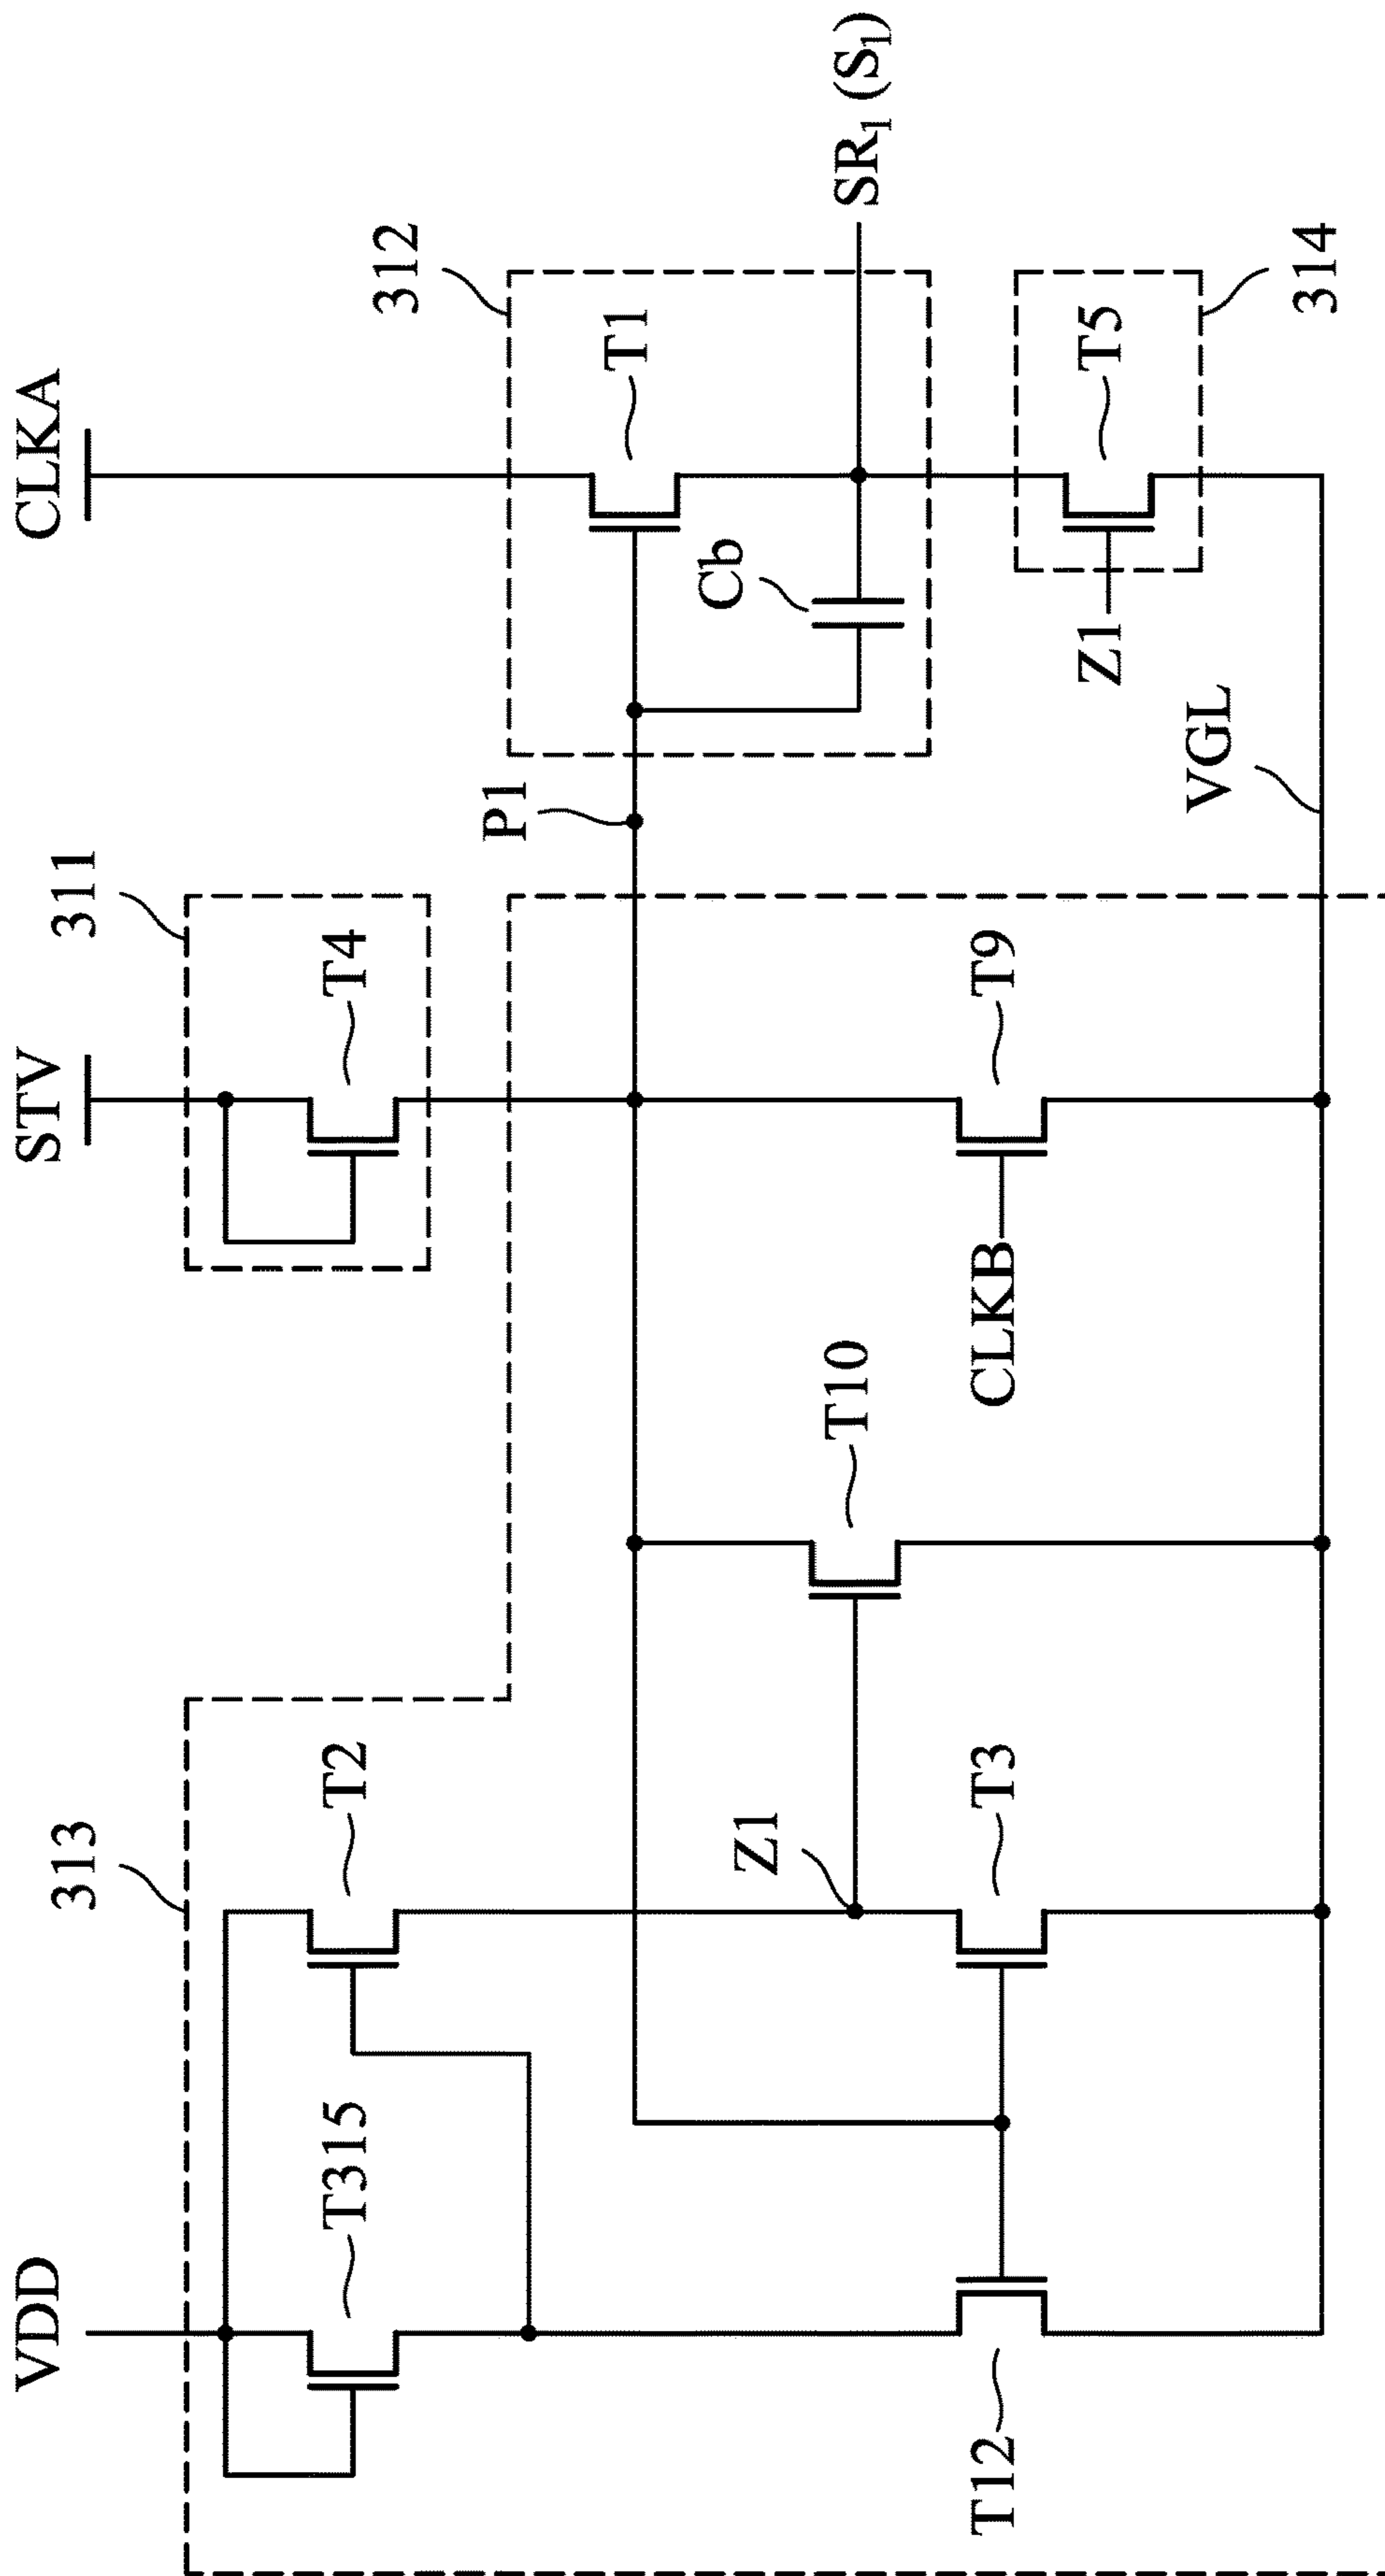 VDD
STV
CLKA
313
311
312
T315
T2
T4
T1
SR₁ (S₁)
P1
Cb
Z1
T10
T12
T3
CLKB
T9
Z1
T5
VGL
314